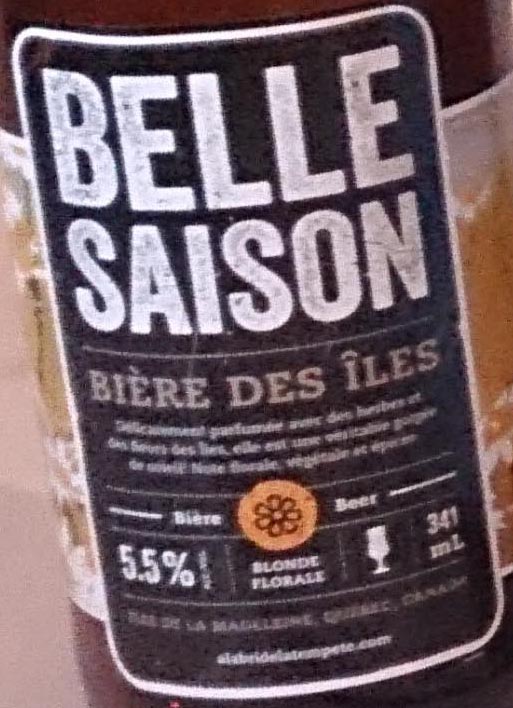 BELLE
SAISON
BIÈRE DES ÎLES
Délicatement parfumée avec des herbes et
des fleurs des îles, elle est une véritable gorgée
de soleil! Note florale, végétale et épicée.
Bière Beer
5.5%
BLONDE
FLORALE
341
mL
ÎLES DE LA MADELEINE, QUÉBEC, CANADA
alabridelatempete.com